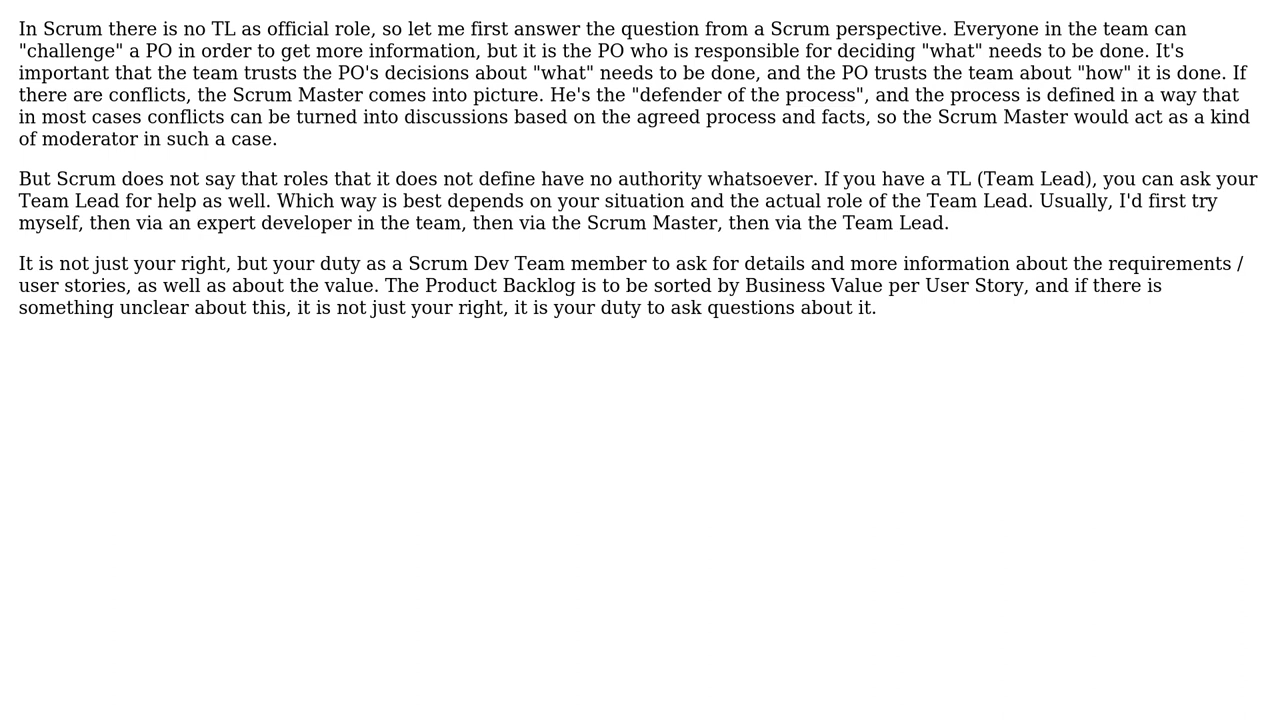 In Scrum there is no TL as official role, so let me first answer the question from a Scrum perspective. Everyone in the team can
"challenge" a PO in order to get more information, but it is the PO who is responsible for deciding "what" needs to be done. It's
important that the team trusts the PO's decisions about "what" needs to be done, and the PO trusts the team about "how" it is done. If
there are conflicts, the Scrum Master comes into picture. He's the "defender of the process", and the process is defined in a way that
in most cases conflicts can be turned into discussions based on the agreed process and facts, so the Scrum Master would act as a kind
of moderator in such a case.
But Scrum does not say that roles that it does not define have no authority whatsoever. If you have a TL (Team Lead), you can ask your
Team Lead for help as well. Which way is best depends on your situation and the actual role of the Team Lead. Usually, I'd first try
myself, then via an expert developer in the team, then via the Scrum Master, then via the Team Lead.
It is not just your right, but your duty as a Scrum Dev Team member to ask for details and more information about the requirements /
user stories, as well as about the value. The Product Backlog is to be sorted by Business Value per User Story, and if there is
something unclear about this, it is not just your right, it is your duty to ask questions about it.